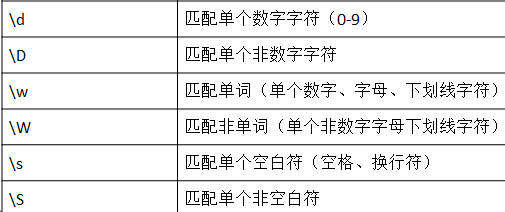 \d 匹配单个数字字符（0-9）
\D 匹配单个非数字字符
\w 匹配单词（单个数字、字母、下划线字符）
\W 匹配非单词（单个非数字字母下划线字符）
\s 匹配单个空白符（空格、换行符）
\S 匹配单个非空白符